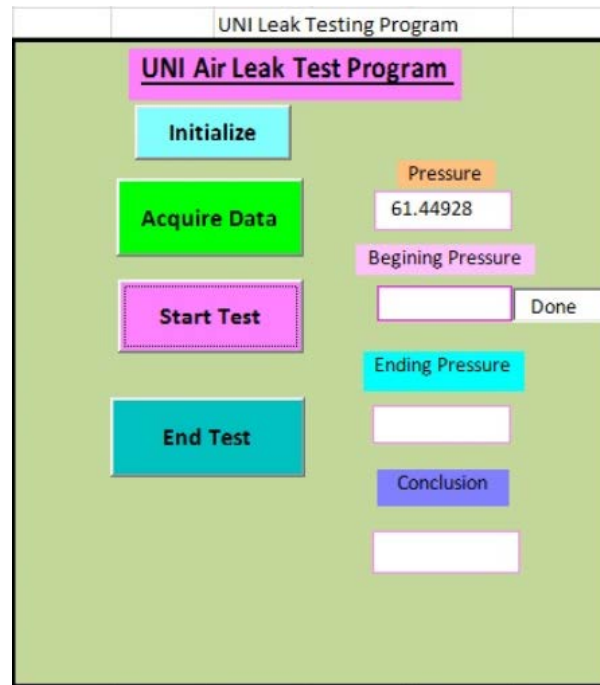 UNI Leak Testing Program
UNI Air Leak Test Program
Initialize
Pressure
Acquire Data
61.44928
Begining Pressure
Start Test
Done
Ending Pressure
End Test
Conclusion